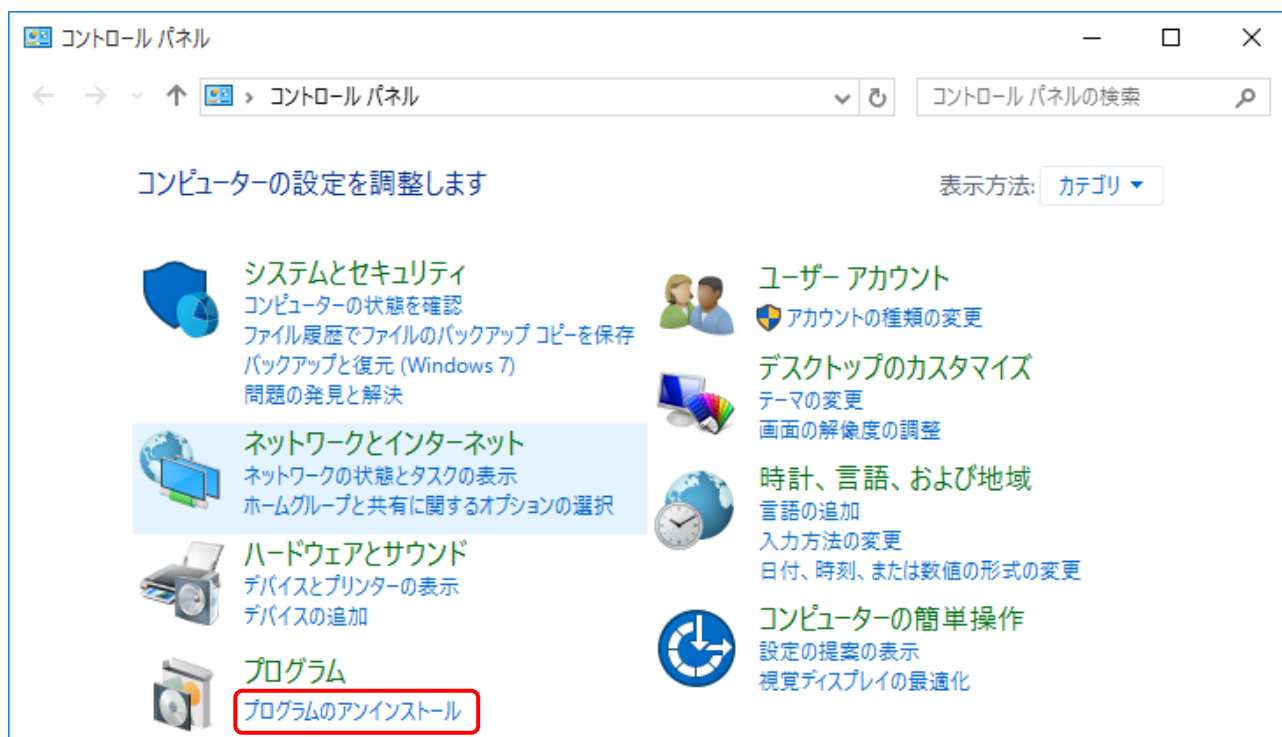 コントロール パネル
コントロール パネル
コントロール パネルの検索
コンピューターの設定を調整します
表示方法: カテゴリ
システムとセキュリティ
コンピューターの状態を確認
ファイル履歴でファイルのバックアップ コピーを保存
バックアップと復元 (Windows 7)
問題の発見と解決
ネットワークとインターネット
ネットワークの状態とタスクの表示
ホームグループと共有に関するオプションの選択
ハードウェアとサウンド
デバイスとプリンターの表示
デバイスの追加
プログラム
プログラムのアンインストール
ユーザー アカウント
アカウントの種類の変更
デスクトップのカスタマイズ
テーマの変更
画面の解像度の調整
時計、言語、および地域
言語の追加
入力方法の変更
日付、時刻、または数値の形式の変更
コンピューターの簡単操作
設定の提案の表示
視覚ディスプレイの最適化